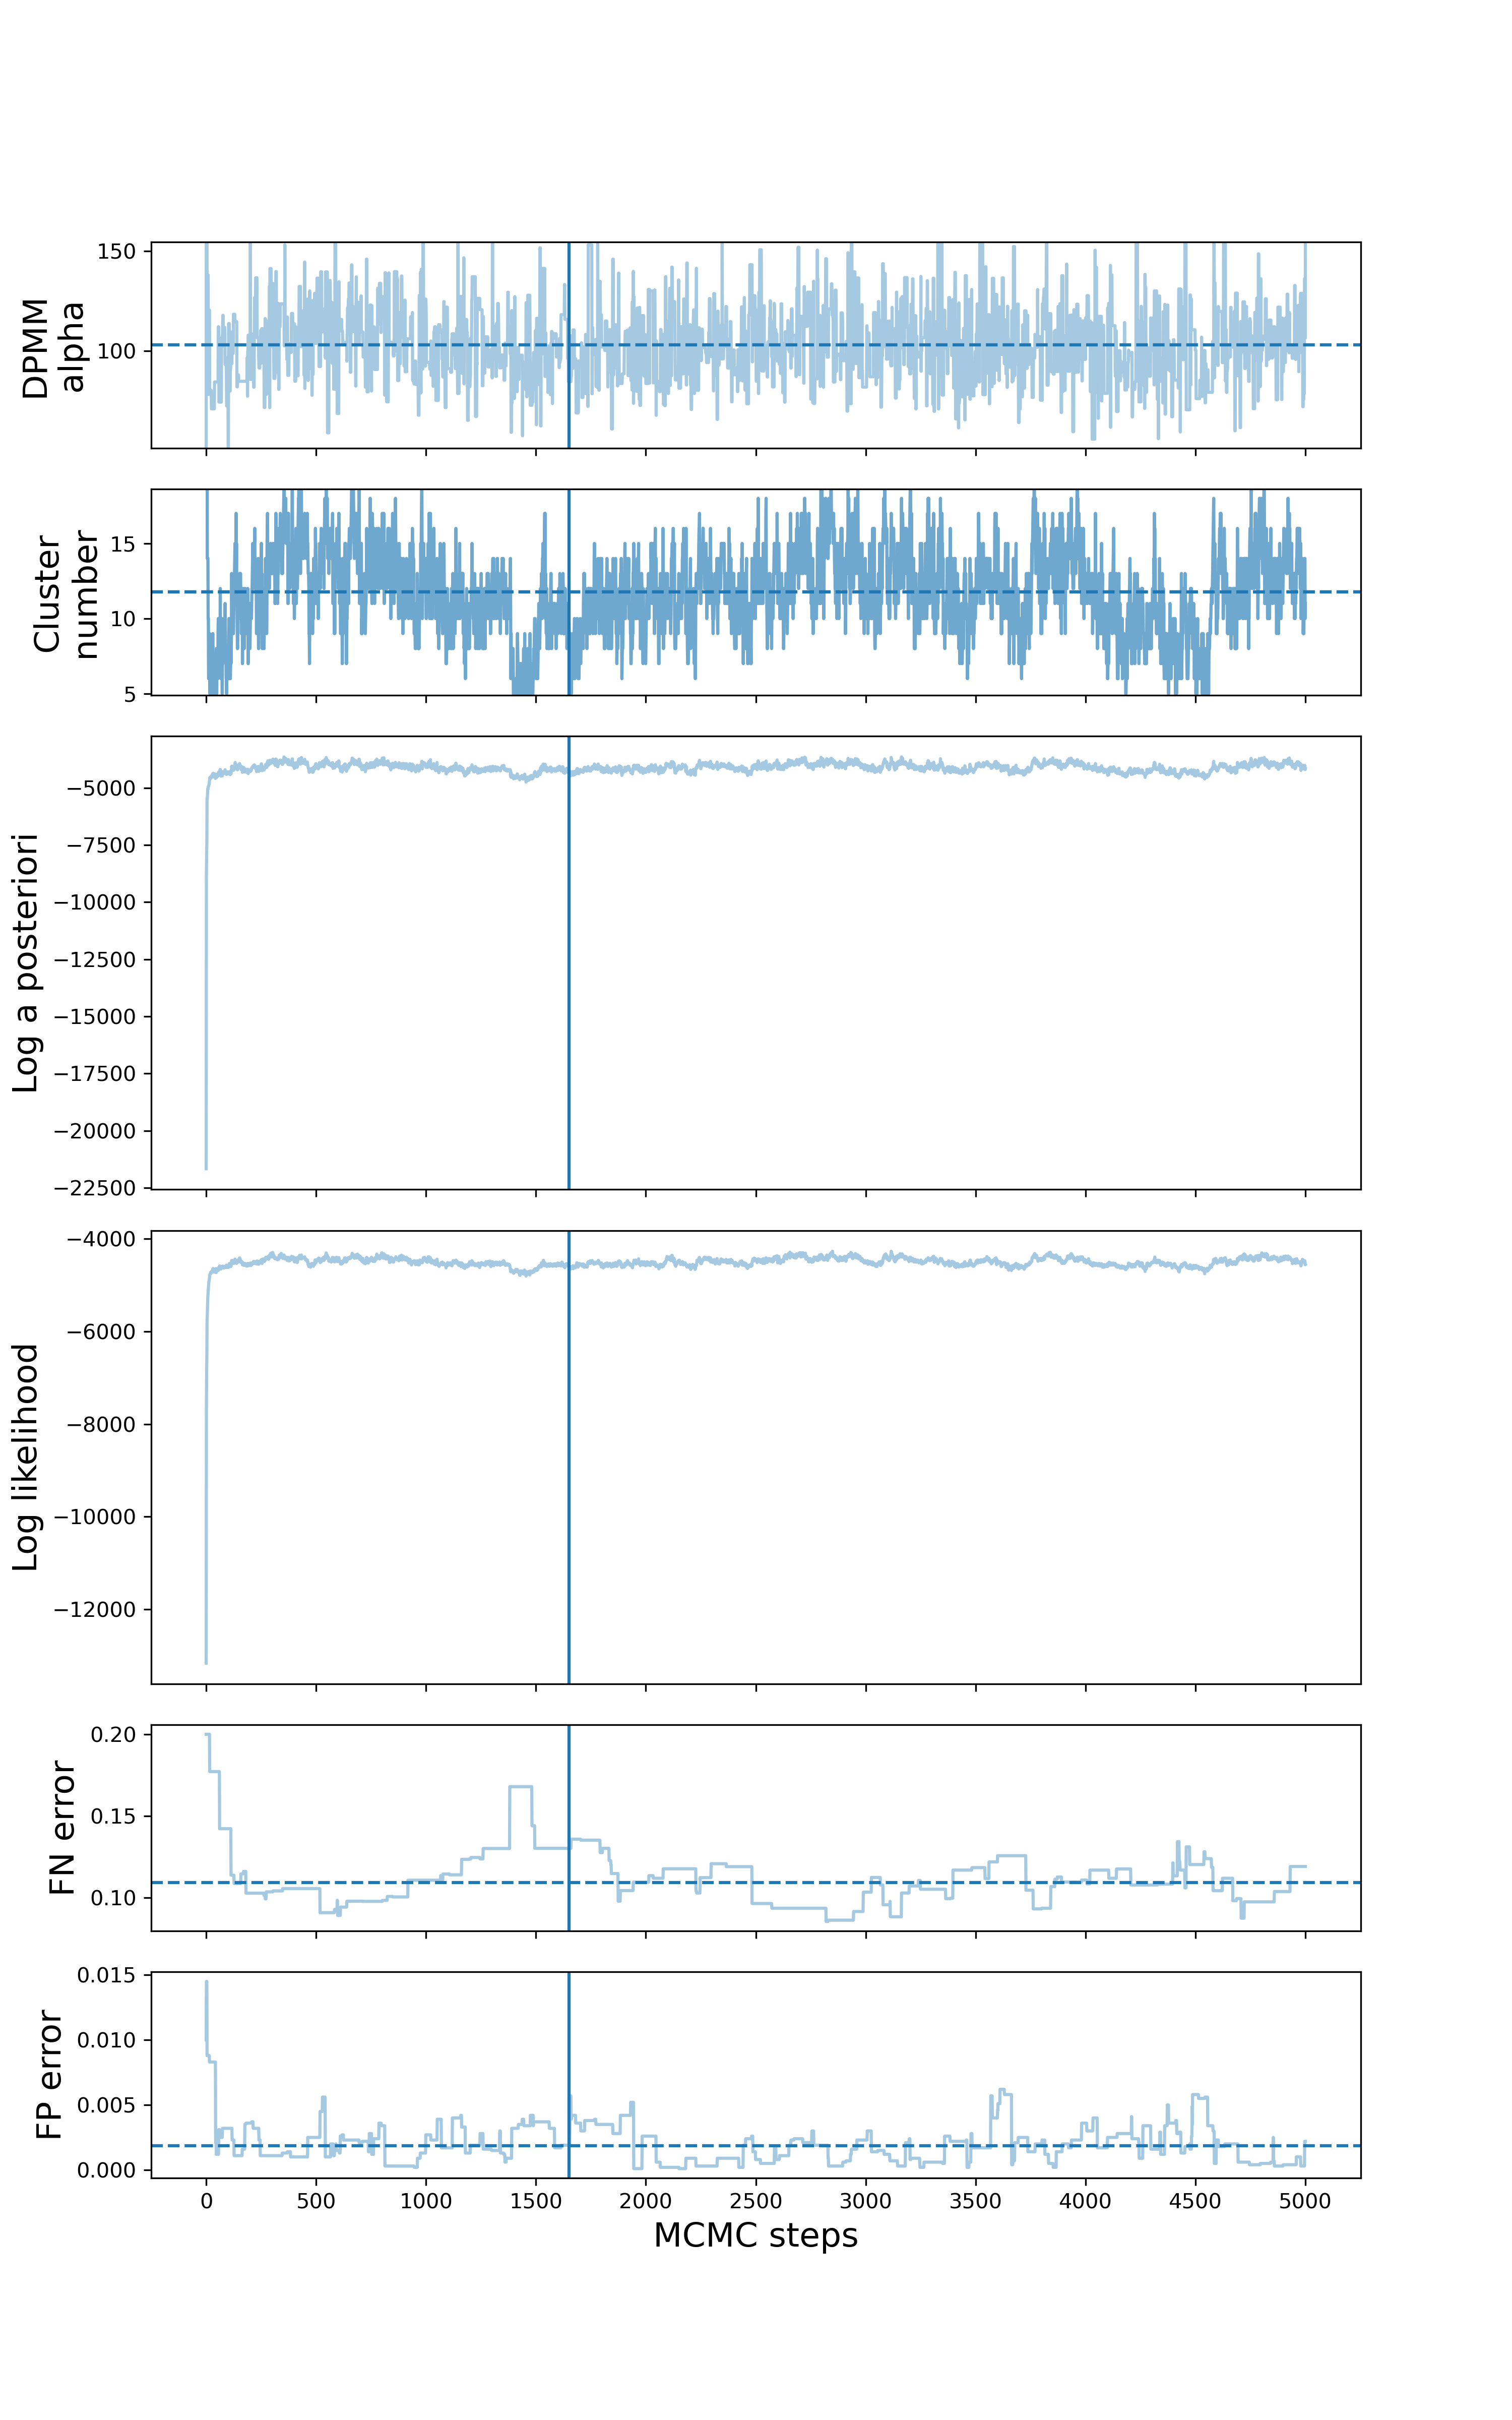 DPMM
alpha
150
100
Cluster
number
15
10
5
Log a posteriori
−5000
−7500
−10000
−12500
−15000
−17500
−20000
−22500
Log likelihood
−4000
−6000
−8000
−10000
−12000
FN error
0.20
0.15
0.10
FP error
0.015
0.010
0.005
0.000
0 500 1000 1500 2000 2500 3000 3500 4000 4500 5000
MCMC steps